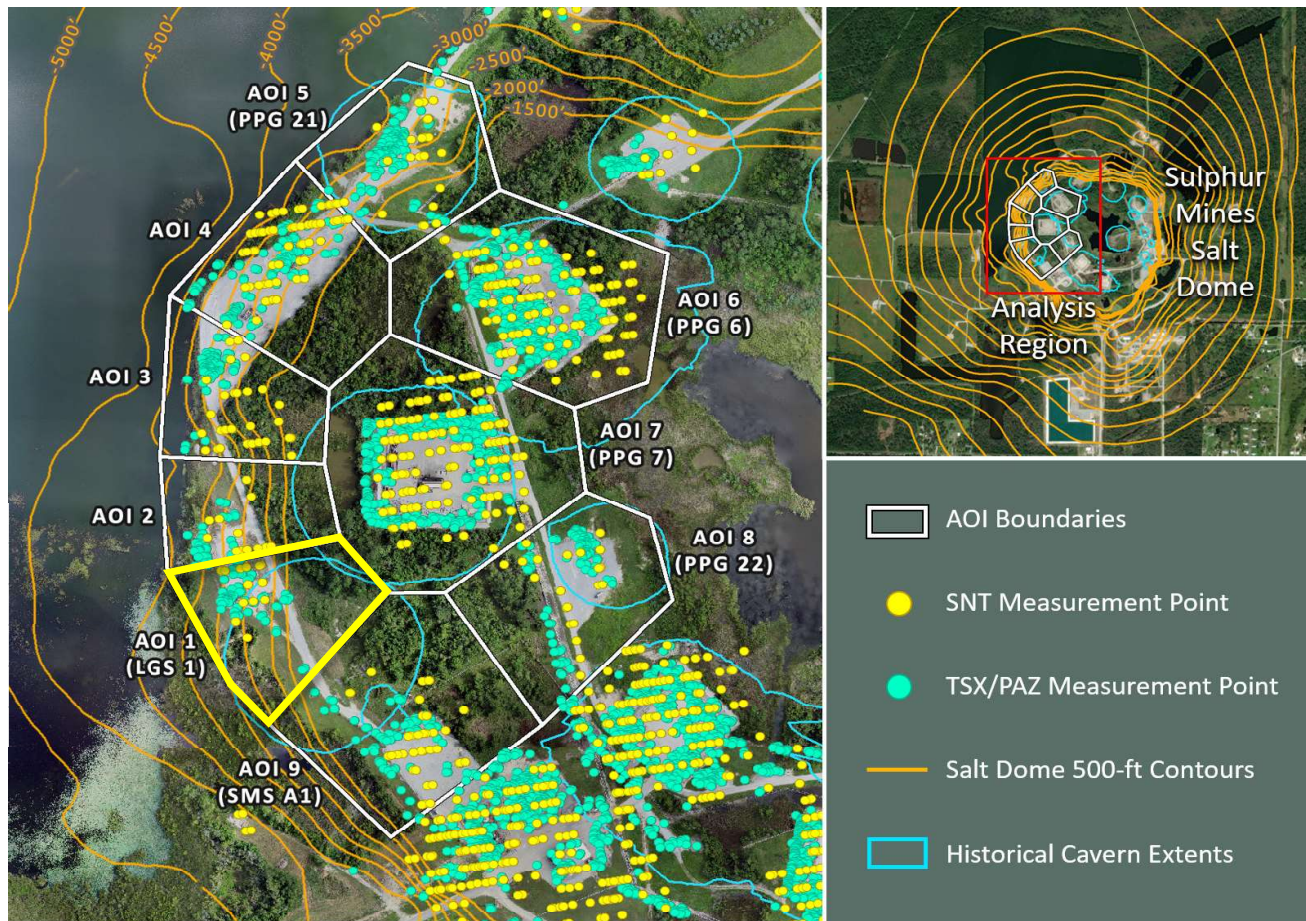 -5000'
-4500'
-4000'
-3500'
-3000'
-2500'
-2000'
-1500'
AOI 5
(PPG 21)
AOI 4
AOI 3
AOI 2
AOI 1
(LGS 1)
AOI 9
(SMS A1)
AOI 6
(PPG 6)
AOI 7
(PPG 7)
AOI 8
(PPG 22)
Sulphur
Mines
Salt
Dome
Analysis
Region
AOI Boundaries
SNT Measurement Point
TSX/PAZ Measurement Point
Salt Dome 500-ft Contours
Historical Cavern Extents